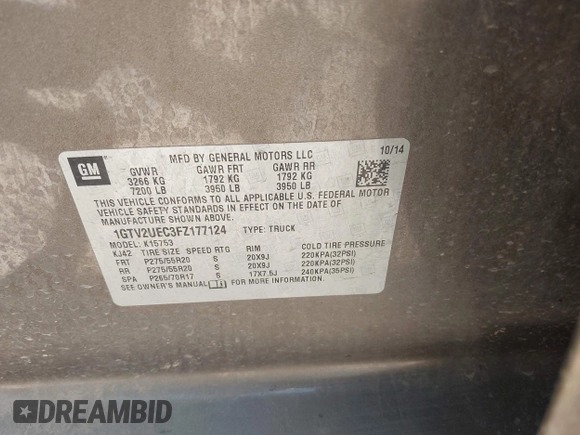 GM
MFD BY GENERAL MOTORS LLC 10/14
GVWR GAWR FRT GAWR RR
3266 KG 1792 KG 1792 KG
7200 LB 3950 LB 3950 LB
THIS VEHICLE CONFORMS TO ALL APPLICABLE U.S. FEDERAL MOTOR
VEHICLE SAFETY STANDARDS IN EFFECT ON THE DATE OF
MANUFACTURE SHOWN ABOVE.
1GTV2UEC3FZ177124 TYPE: TRUCK
MODEL: K15753
KJ42 TIRE SIZE SPEED RTG RIM COLD TIRE PRESSURE
FRT P275/55R20 S 20X9J 220KPA(32PSI)
RR P275/55R20 S 20X9J 220KPA(32PSI)
SPA P265/70R17 S 17X7.5J 240KPA(35PSI)
SEE OWNER'S MANUAL
DREAMBID